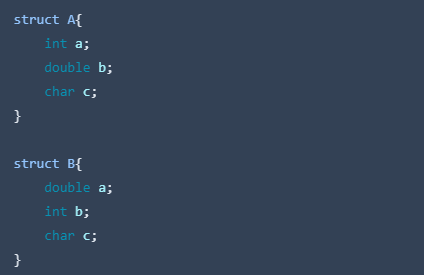 struct A{
    int a;
    double b;
    char c;
}

struct B{
    double a;
    int b;
    char c;
}